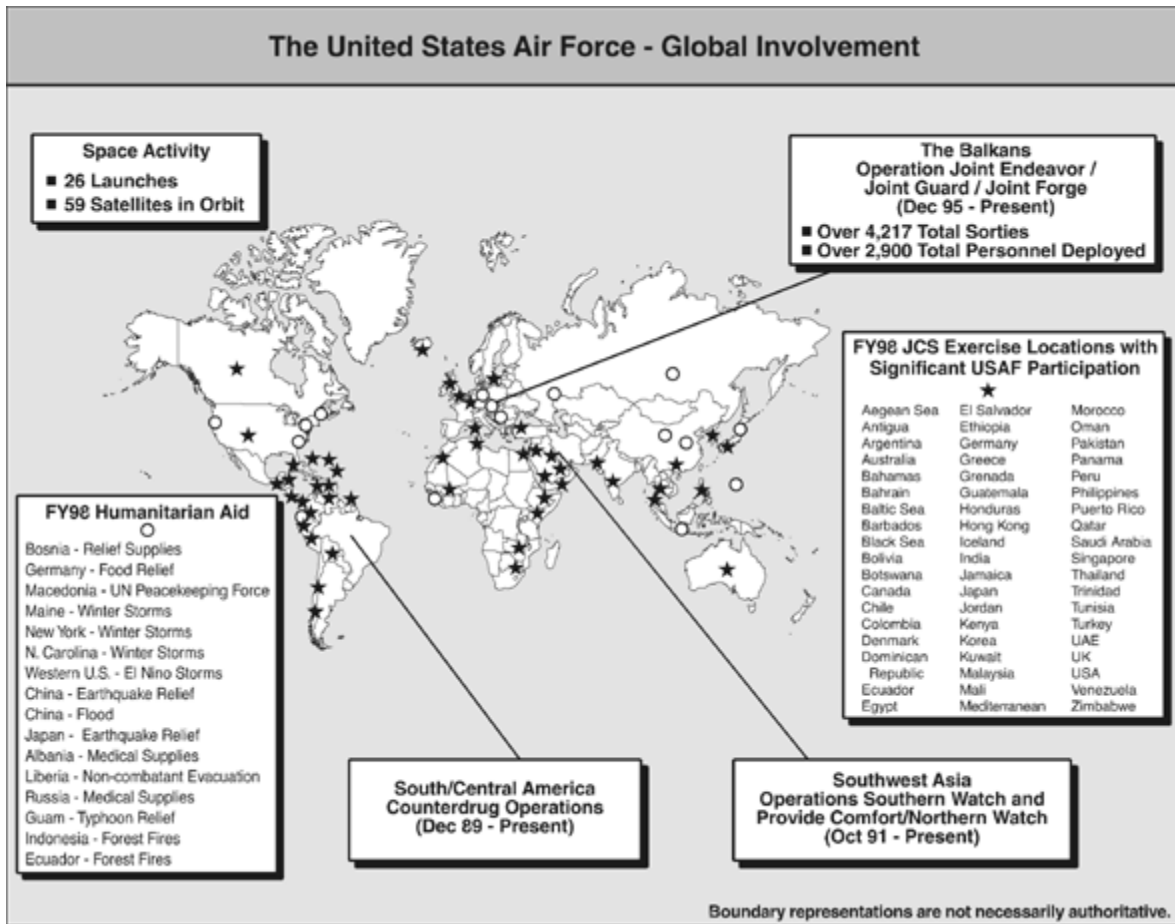 The United States Air Force - Global Involvement
Space Activity
■ 26 Launches
■ 59 Satellites in Orbit
The Balkans
Operation Joint Endeavor /
Joint Guard / Joint Forge
(Dec 95 - Present)
■ Over 4,217 Total Sorties
■ Over 2,900 Total Personnel Deployed
FY98 JCS Exercise Locations with
Significant USAF Participation
★
Aegean Sea El Salvador Morocco
Antigua Ethiopia Oman
Argentina Germany Pakistan
Australia Greece Panama
Bahamas Grenada Peru
Bahrain Guatemala Philippines
Baltic Sea Honduras Puerto Rico
Barbados Hong Kong Qatar
Black Sea Iceland Saudi Arabia
Bolivia India Singapore
Botswana Jamaica Thailand
Canada Japan Trinidad
Chile Jordan Tunisia
Colombia Kenya Turkey
Denmark Korea UAE
Dominican Kuwait UK
Republic Malaysia USA
Ecuador Mali Venezuela
Egypt Mediterranean Zimbabwe
FY98 Humanitarian Aid
Bosnia - Relief Supplies
Germany - Food Relief
Macedonia - UN Peacekeeping Force
Maine - Winter Storms
New York - Winter Storms
N. Carolina - Winter Storms
Western U.S. - El Nino Storms
China - Earthquake Relief
China - Flood
Japan - Earthquake Relief
Albania - Medical Supplies
Liberia - Non-combatant Evacuation
Russia - Medical Supplies
Guam - Typhoon Relief
Indonesia - Forest Fires
Ecuador - Forest Fires
South/Central America
Counterdrug Operations
(Dec 89 - Present)
Southwest Asia
Operations Southern Watch and
Provide Comfort/Northern Watch
(Oct 91 - Present)
Boundary representations are not necessarily authoritative.